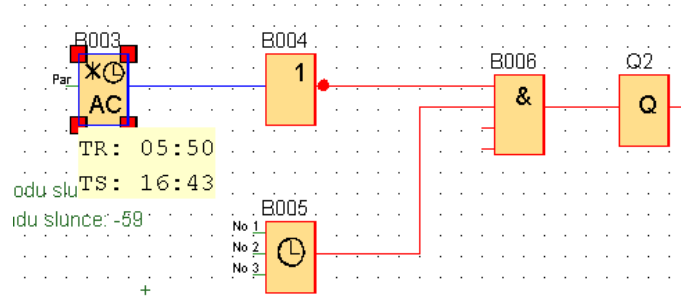 B003
B004
B006
Q2
Par
AC
1
&
Q
TR: 05:50
TS: 16:43
odu slu
du slunce: -59
B005
No 1
No 2
No 3